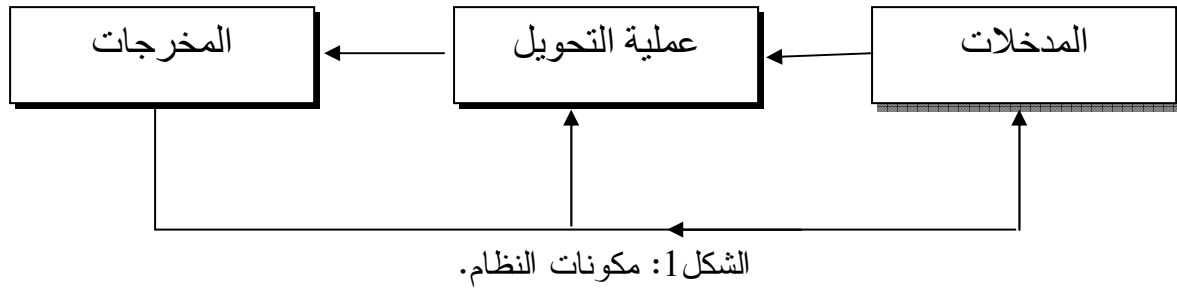 المدخلات
عملية التحويل
المخرجات
الشكل1: مكونات النظام.